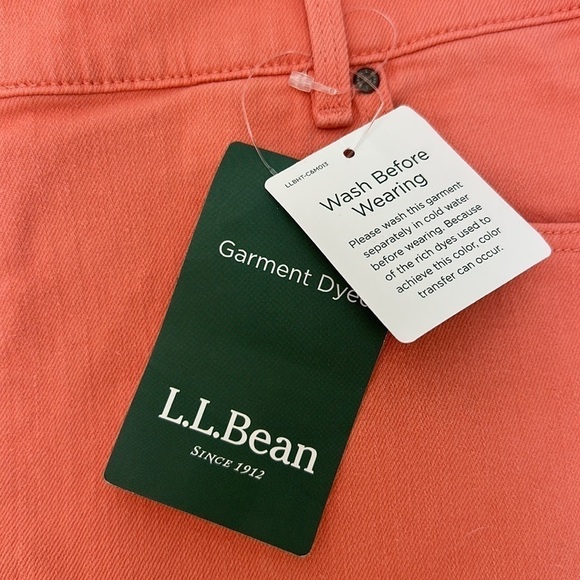 LLBHT-C&M013
Wash Before
Wearing
Please wash this garment
separately in cold water
before wearing. Because
of the rich dyes used to
achieve this color, color
transfer can occur.
Garment Dyed
L.L.Bean
SINCE 1912